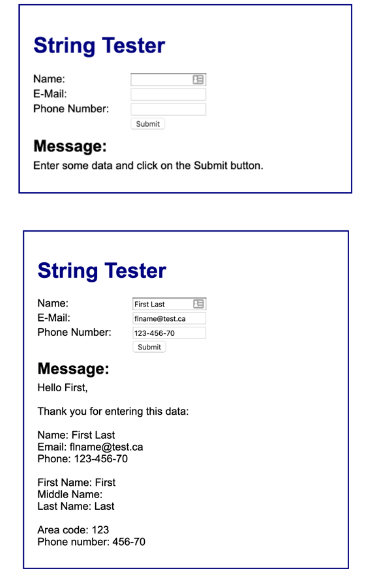 String Tester
Name:
E-Mail:
Phone Number:
Submit
Message:
Enter some data and click on the Submit button.
String Tester
Name: First Last
E-Mail: flname@test.ca
Phone Number: 123-456-70
Submit
Message:
Hello First,
Thank you for entering this data:
Name: First Last
Email: flname@test.ca
Phone: 123-456-70
First Name: First
Middle Name:
Last Name: Last
Area code: 123
Phone number: 456-70